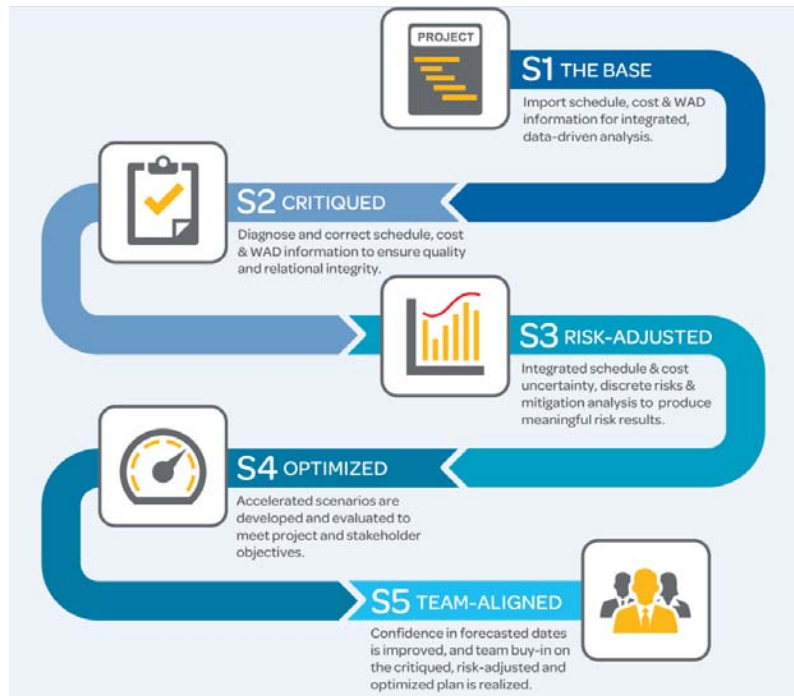 PROJECT
S1 THE BASE
Import schedule, cost & WAD
information for integrated,
data-driven analysis.
S2 CRITIQUED
Diagnose and correct schedule, cost
& WAD information to ensure quality
and relational integrity.
S3 RISK-ADJUSTED
Integrated schedule & cost
uncertainty, discrete risks &
mitigation analysis to produce
meaningful risk results.
S4 OPTIMIZED
Accelerated scenarios are
developed and evaluated to
meet project and stakeholder
objectives.
S5 TEAM-ALIGNED
Confidence in forecasted dates
is improved, and team buy-in on
the critiqued, risk-adjusted and
optimized plan is realized.